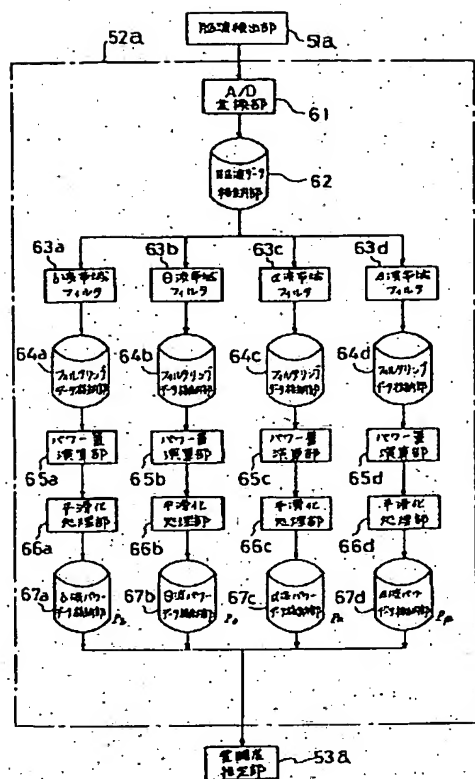 52a
脳波検出部
51a
A/D
変換部
61
脳波データ
格納部
62
63a
63b
63c
63d
δ波帯域
フィルタ
θ波帯域
フィルタ
α波帯域
フィルタ
β波帯域
フィルタ
64a
64b
64c
64d
フィルタリング
データ格納部
フィルタリング
データ格納部
フィルタリング
データ格納部
フィルタリング
データ格納部
パワー量
演算部
パワー量
演算部
パワー量
演算部
パワー量
演算部
65a
65b
65c
65d
平滑化
処理部
平滑化
処理部
平滑化
処理部
平滑化
処理部
66a
66b
66c
66d
67a
67b
67c
67d
δ波パワー
データ格納部
θ波パワー
データ格納部
α波パワー
データ格納部
β波パワー
データ格納部
Pδ
Pθ
Pα
Pβ
推定部
53a